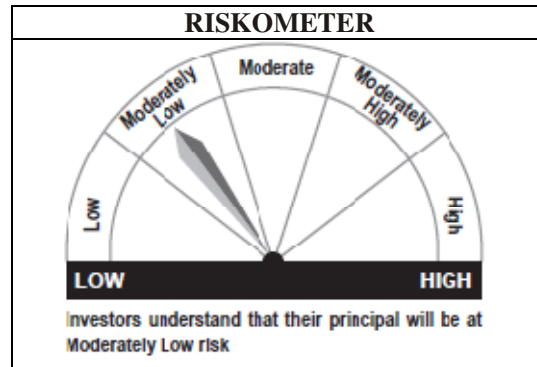 RISKOMETER
Low
Moderately
Low
Moderate
Moderately
High
High
LOW
HIGH
Investors understand that their principal will be at
Moderately Low risk